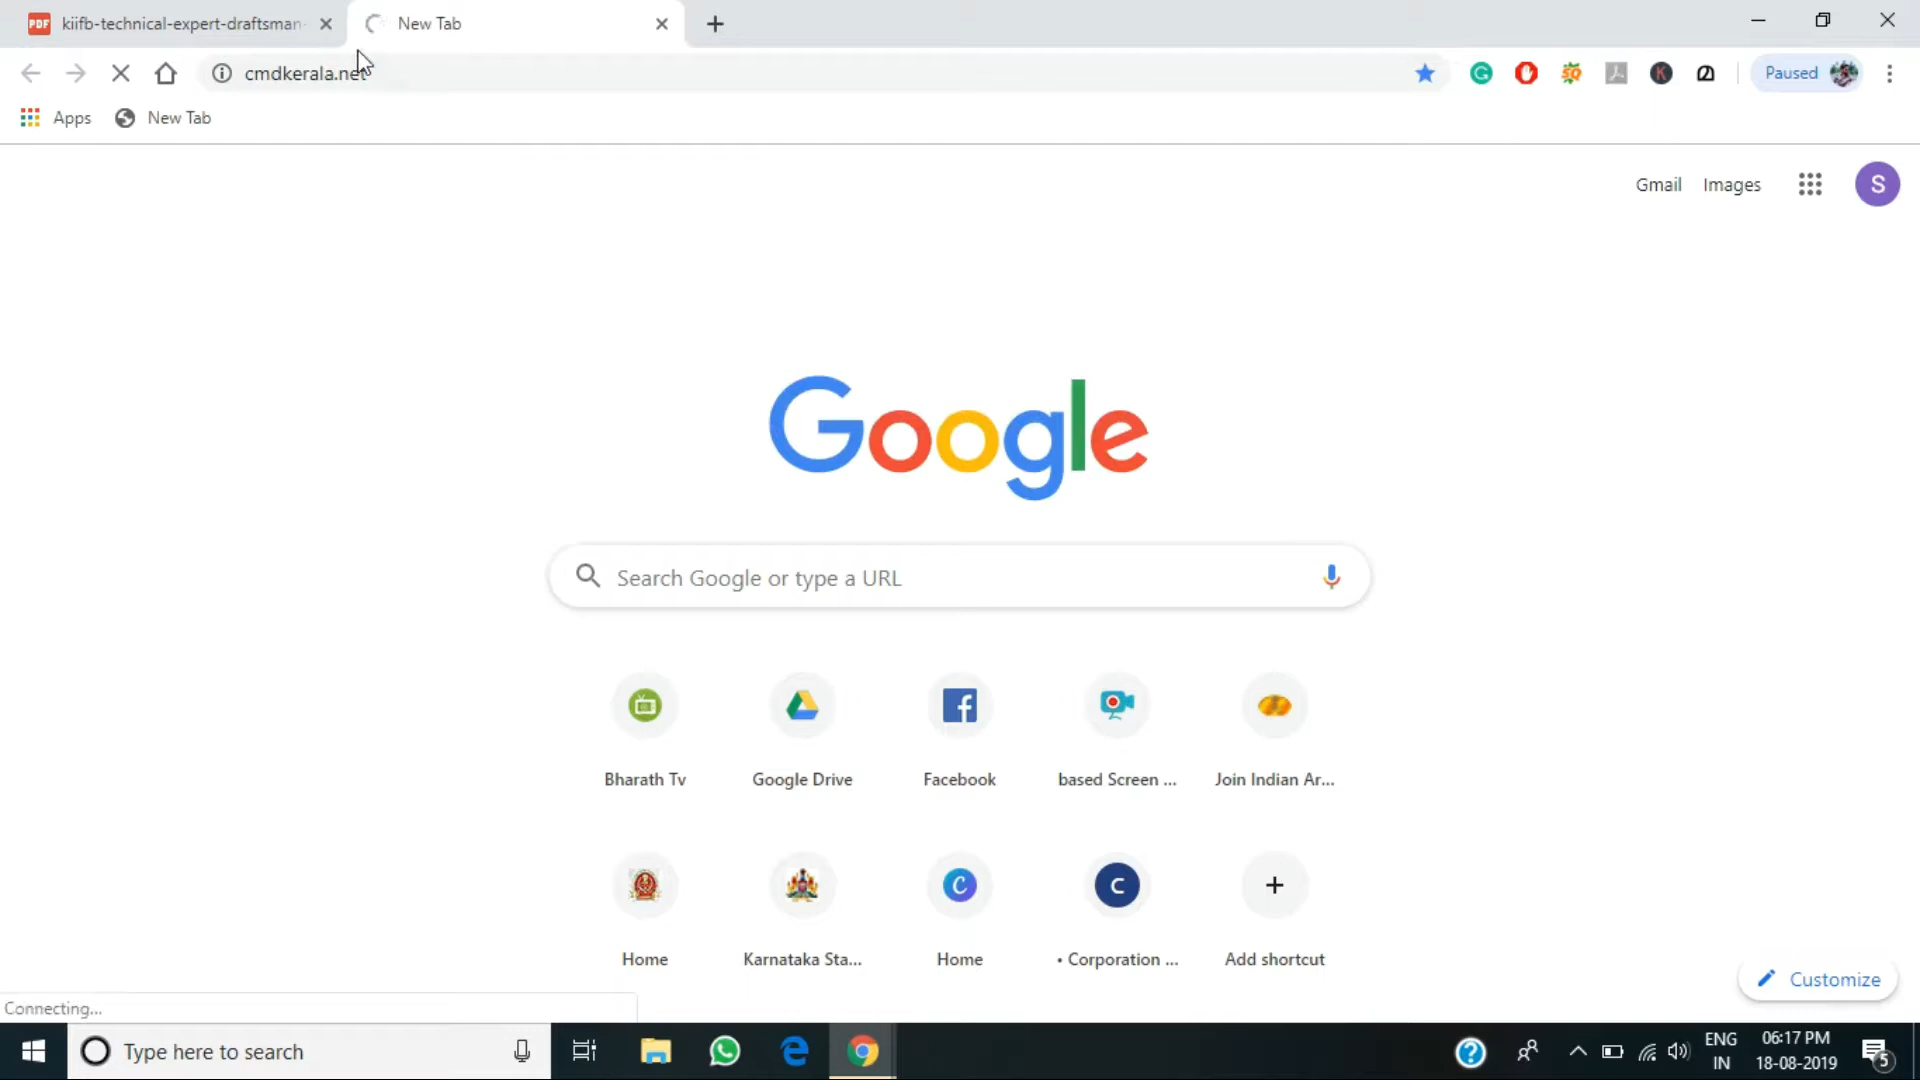 kiifb-technical-expert-draftsman-
New Tab
cmdkerala.net
Paused
Apps
New Tab
Gmail
Images
S
Google
Search Google or type a URL
Bharath Tv
Google Drive
Facebook
based Screen ...
Join Indian Ar...
Home
Karnataka Sta...
Home
• Corporation ...
Add shortcut
Customize
Connecting...
Type here to search
ENG
IN
06:17 PM
18-08-2019
5